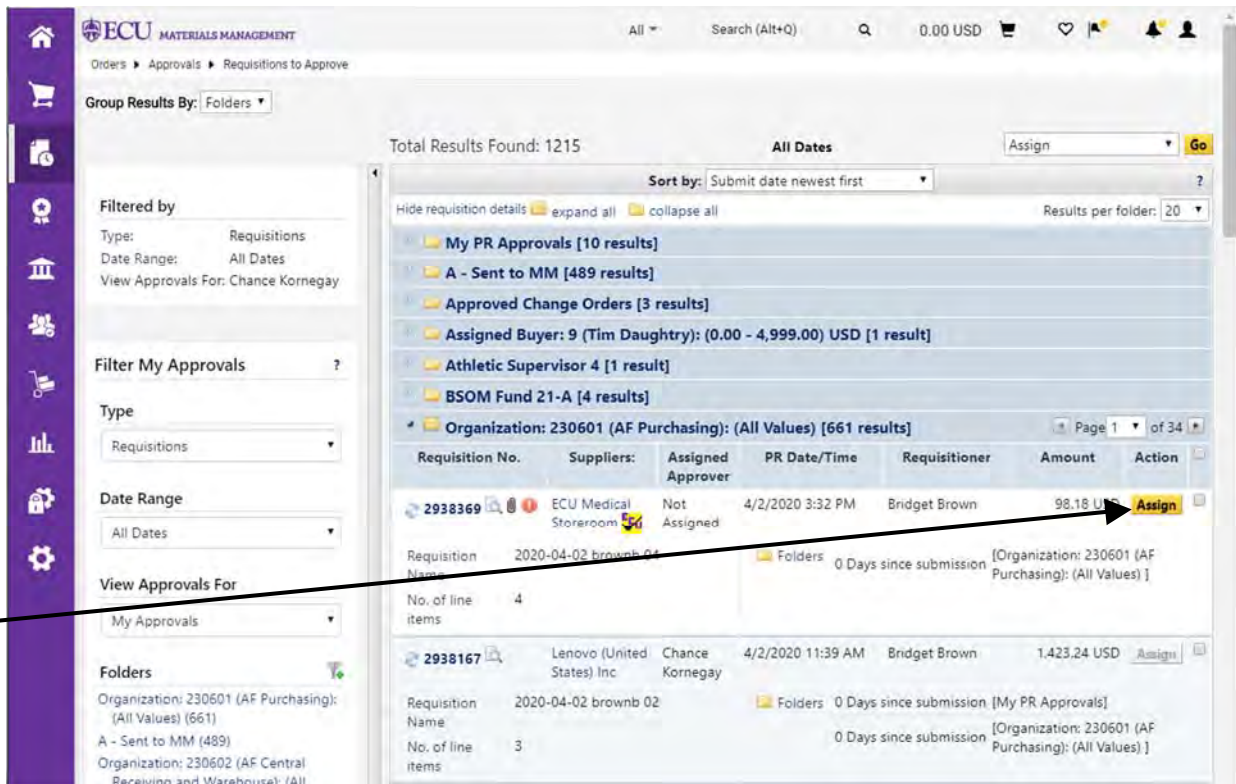 ECU MATERIALS MANAGEMENT
All
Search (Alt+Q)
0.00 USD
Orders Approvals Requisitions to Approve
Group Results By: Folders
Total Results Found: 1215
All Dates
Assign
Go
Sort by: Submit date newest first
?
Hide requisition details expand all collapse all
Results per folder: 20
Filtered by
Type: Requisitions
Date Range: All Dates
View Approvals For: Chance Kornegay
Filter My Approvals ?
Type
Requisitions
Date Range
All Dates
View Approvals For
My Approvals
Folders
Organization: 230601 (AF Purchasing):
(All Values) (661)
A - Sent to MM (489)
Organization: 230602 (AF Central
Receiving and Warehouse): (All
My PR Approvals [10 results]
A - Sent to MM [489 results]
Approved Change Orders [3 results]
Assigned Buyer: 9 (Tim Daughtry): (0.00 - 4,999.00) USD [1 result]
Athletic Supervisor 4 [1 result]
BSOM Fund 21-A [4 results]
Organization: 230601 (AF Purchasing): (All Values) [661 results]
Page 1 of 34
Requisition No. Suppliers: Assigned Approver PR Date/Time Requisitioner Amount Action
2938369 ECU Medical Storeroom Not Assigned 4/2/2020 3:32 PM Bridget Brown 98.18 USD Assign
Requisition Name 2020-04-02 brownb 04
Folders 0 Days since submission [Organization: 230601 (AF Purchasing): (All Values) ]
No. of line items 4
2938167 Lenovo (United States) Inc Chance Kornegay 4/2/2020 11:39 AM Bridget Brown 1,423.24 USD Assign
Requisition Name 2020-04-02 brownb 02
Folders 0 Days since submission [My PR Approvals]
0 Days since submission [Organization: 230601 (AF Purchasing): (All Values) ]
No. of line items 3